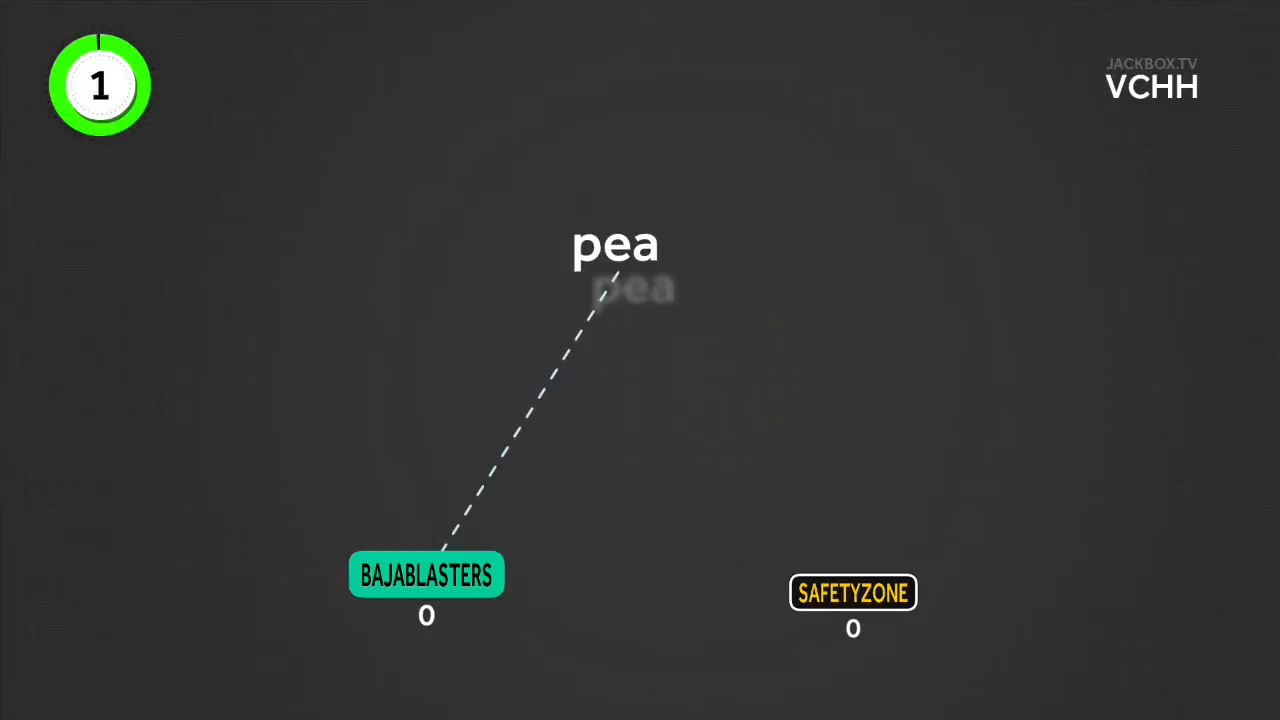 1
JACKBOX.TV
VCHH
pea
pea
BAJABLASTERS
0
SAFETYZONE
0